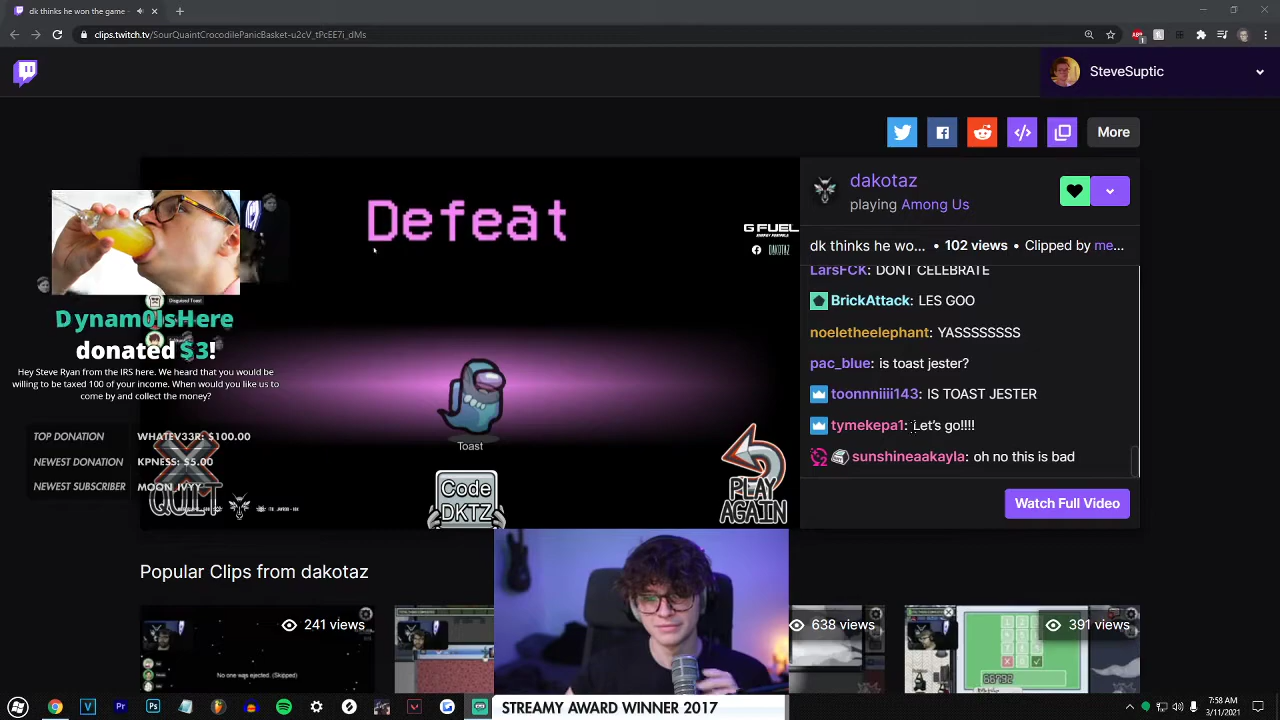 dk thinks he won the game -
clips.twitch.tv/SourQuaintCrocodilePanicBasket-u2cV_tPcEE7i_dMs
SteveSuptic
More
Defeat
G FUEL
DAKOTAZ
dakotaz
playing Among Us
dk thinks he wo... • 102 views • Clipped by me...
LarsFCK: DONT CELEBRATE
BrickAttack: LES GOO
noeletheelephant: YASSSSSSSS
pac_blue: is toast jester?
toonnniiii143: IS TOAST JESTER
tymekepa1: Let's go!!!!
sunshineaakayla: oh no this is bad
Watch Full Video
Disguised Toast
Dynam0IsHere
donated $3!
Hey Steve Ryan from the IRS here. We heard that you would be
willing to be taxed 100 of your income. When would you like us to
come by and collect the money?
TOP DONATION WHATEV33R: $100.00
NEWEST DONATION KPNESS: $5.00
NEWEST SUBSCRIBER MOON_IVYY
QUIT
Toast
Code
DKTZ
PLAY
AGAIN
Popular Clips from dakotaz
241 views
638 views
391 views
No one was ejected. (Skipped)
66792
STREAMY AWARD WINNER 2017
7:58 AM
3/11/2021